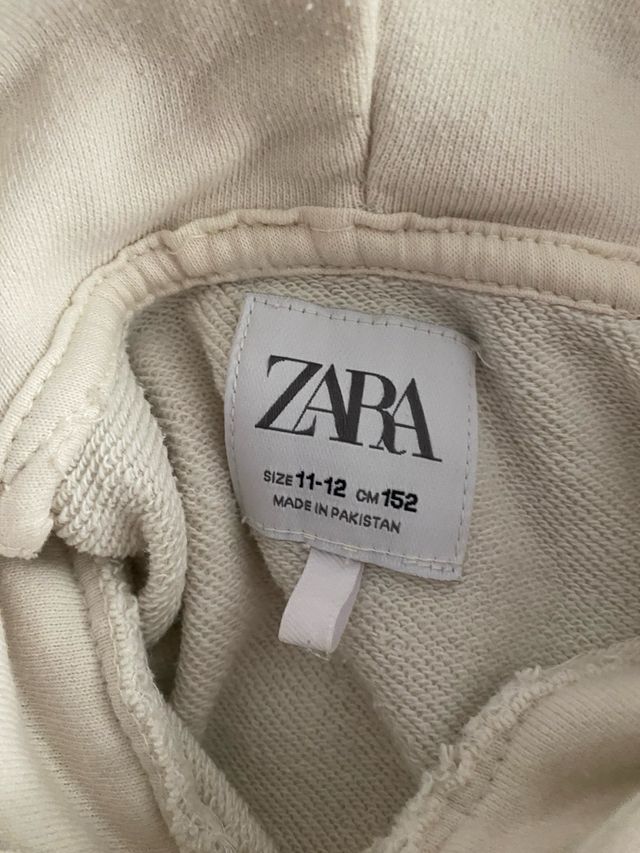 ZARA
SIZE 11-12 CM 152
MADE IN PAKISTAN